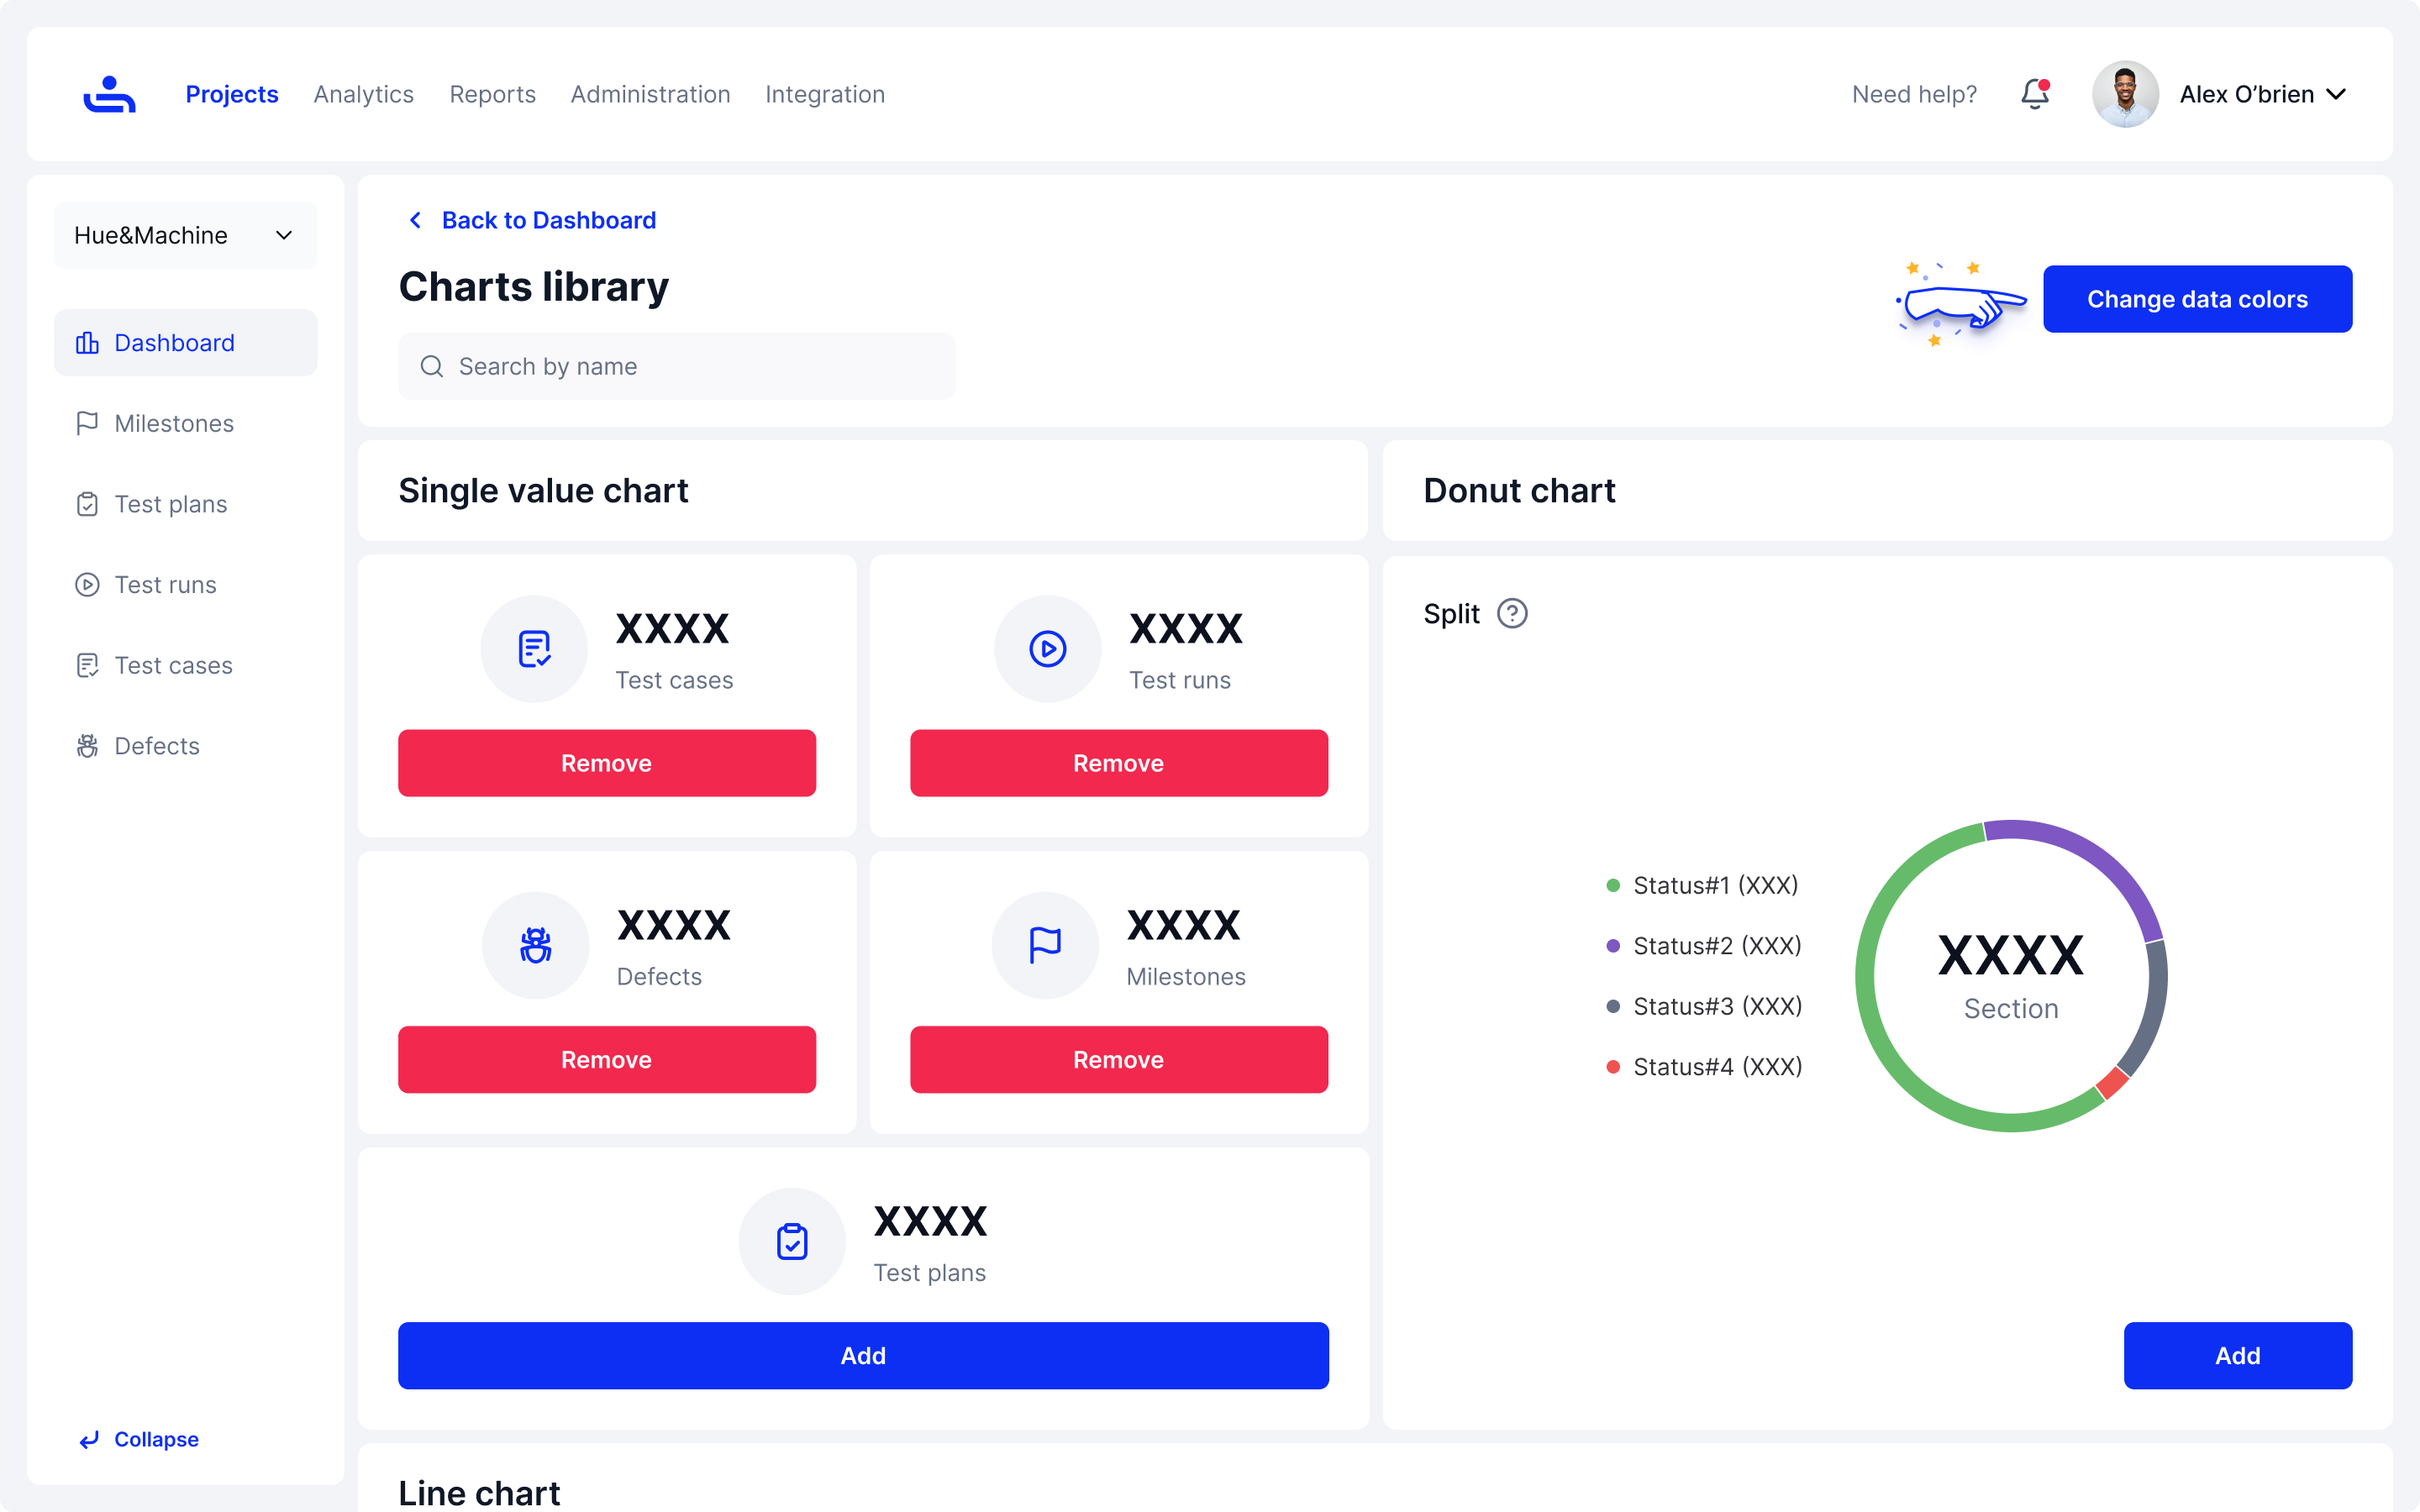 Projects
Analytics
Reports
Administration
Integration
Need help?
Alex O’brien
Hue&Machine
Dashboard
Milestones
Test plans
Test runs
Test cases
Defects
Collapse
Back to Dashboard
Charts library
Search by name
Change data colors
Single value chart
XXXX
Test cases
Remove
XXXX
Test runs
Remove
XXXX
Defects
Remove
XXXX
Milestones
Remove
XXXX
Test plans
Add
Donut chart
Split
Status#1 (XXX)
Status#2 (XXX)
Status#3 (XXX)
Status#4 (XXX)
XXXX
Section
Add
Line chart